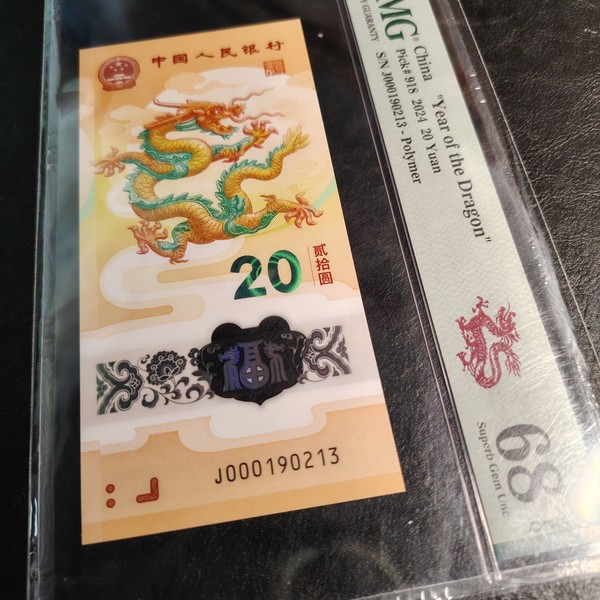 中国人民银行
20
贰拾圆
福
J000190213
MG®
China
"Year of the Dragon"
Pick# 918 2024 20 Yuan
S/N J000190213 - Polymer
GUARANTY
68
Superb Gem Unc